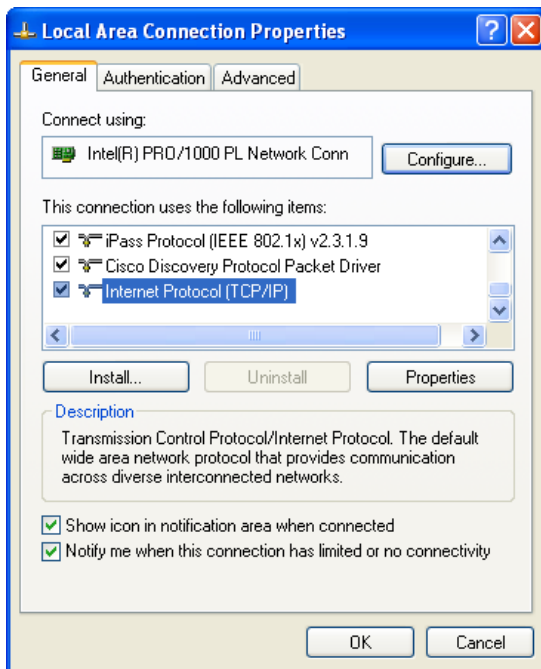 Local Area Connection Properties
General Authentication Advanced
Connect using:
Intel(R) PRO/1000 PL Network Conn Configure...
This connection uses the following items:
iPass Protocol (IEEE 802.1x) v2.3.1.9
Cisco Discovery Protocol Packet Driver
Internet Protocol (TCP/IP)
Install... Uninstall Properties
Description
Transmission Control Protocol/Internet Protocol. The default
wide area network protocol that provides communication
across diverse interconnected networks.
Show icon in notification area when connected
Notify me when this connection has limited or no connectivity
OK Cancel